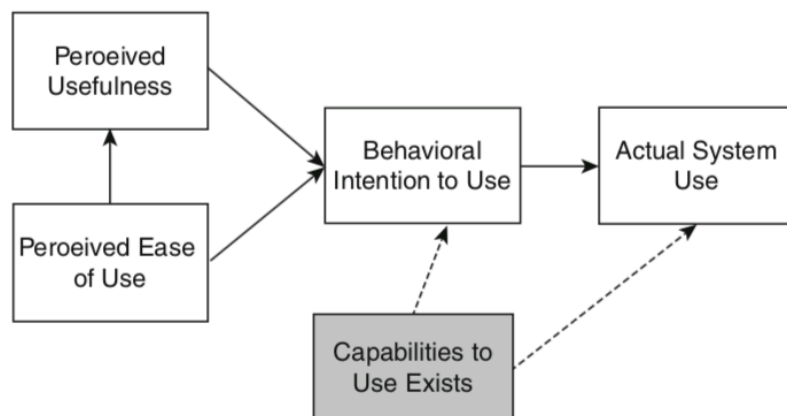 Peroeived
Usefulness
Behavioral
Intention to Use
Actual System
Use
Peroeived Ease
of Use
Capabilities to
Use Exists